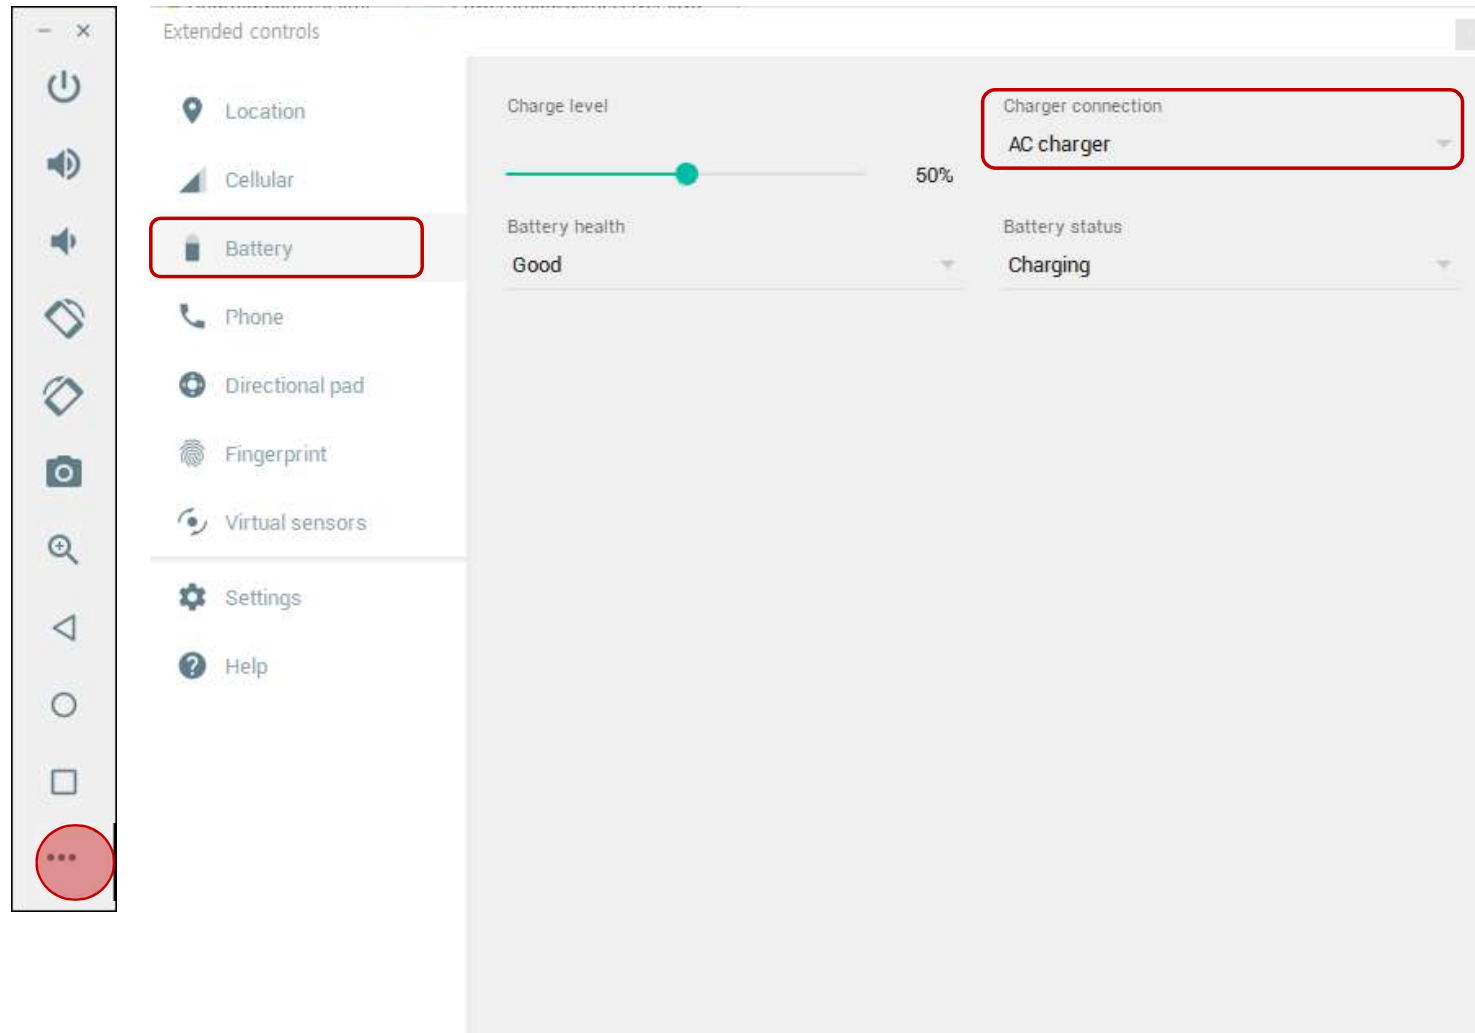 Extended controls
Location
Cellular
Battery
Phone
Directional pad
Fingerprint
Virtual sensors
Settings
Help
Charge level
50%
Charger connection
AC charger
Battery health
Good
Battery status
Charging